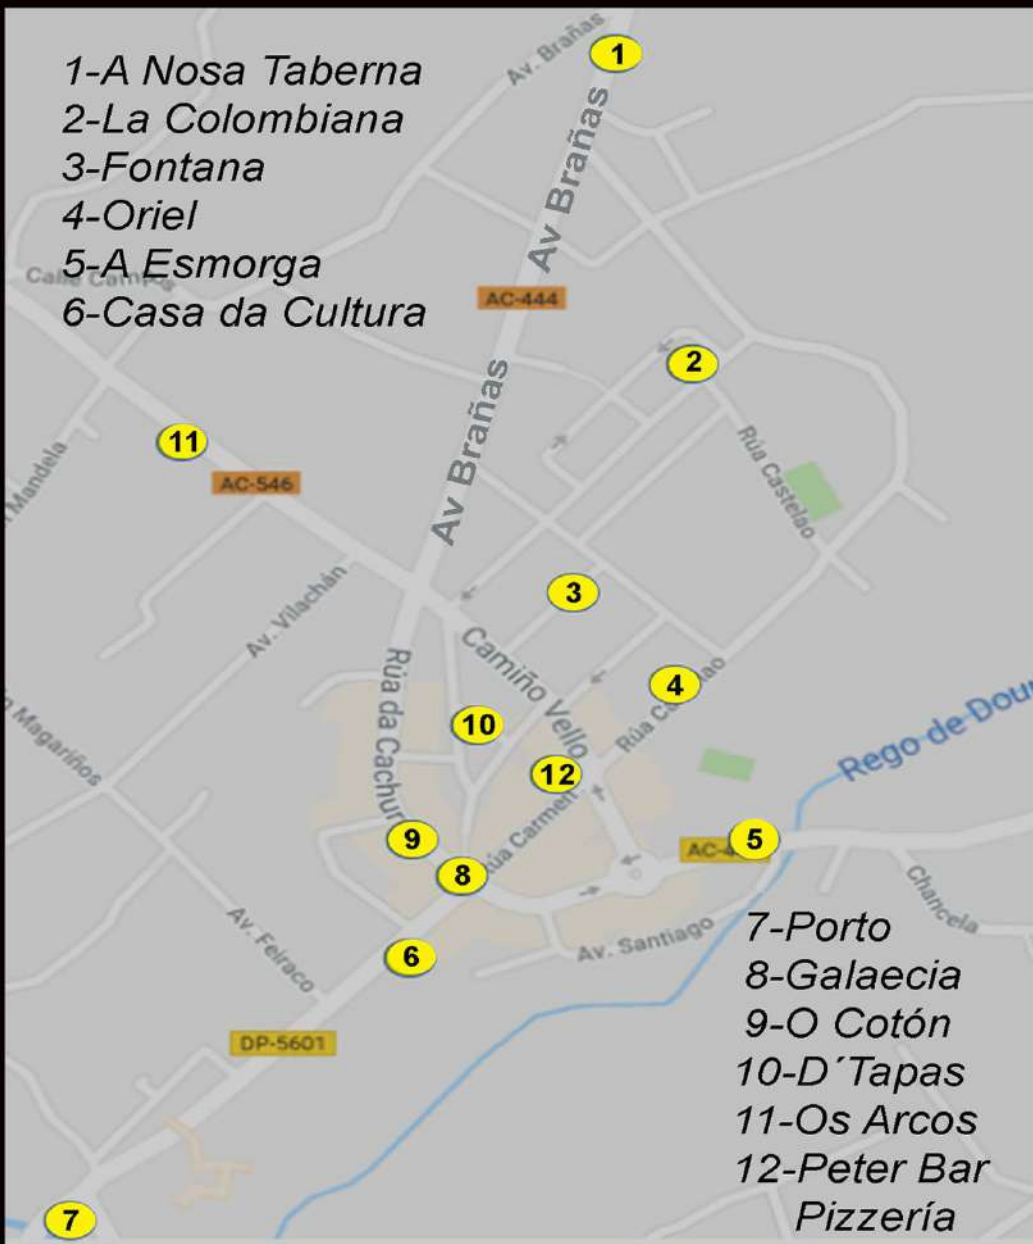 1-A Nosa Taberna
2-La Colombiana
3-Fontana
4-Oriel
5-A Esmorga
6-Casa da Cultura
Av. Brañas
1
Av Brañas
Calle Campos
AC-444
2
Av Brañas
11
AC-546
Mandela
Rúa Castelao
3
Av. Vilachán
Camiño Vello
Rúa da Cachur
4
Rúa Ca lao
10
Magariños
Rego de Dour
12
Rúa Carmen
9
5
AC-4
8
Chancela
Av. Feiraco
Av. Santiago
6
DP-5601
7
7-Porto
8-Galaecia
9-O Cotón
10-D´Tapas
11-Os Arcos
12-Peter Bar
Pizzería